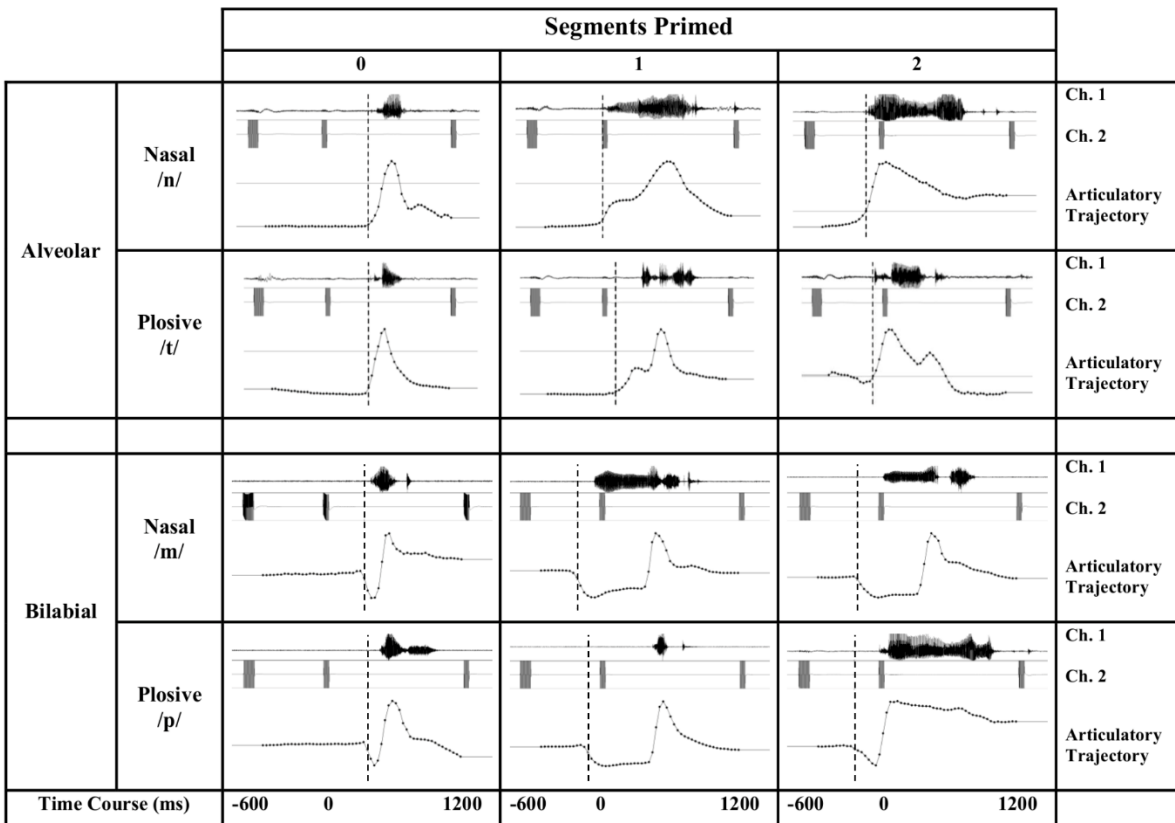 Segments Primed
0 1 2
Alveolar
Nasal
/n/
Ch. 1
Ch. 2
Articulatory
Trajectory
Plosive
/t/
Ch. 1
Ch. 2
Articulatory
Trajectory
Bilabial
Nasal
/m/
Ch. 1
Ch. 2
Articulatory
Trajectory
Plosive
/p/
Ch. 1
Ch. 2
Articulatory
Trajectory
Time Course (ms) -600 0 1200 -600 0 1200 -600 0 1200